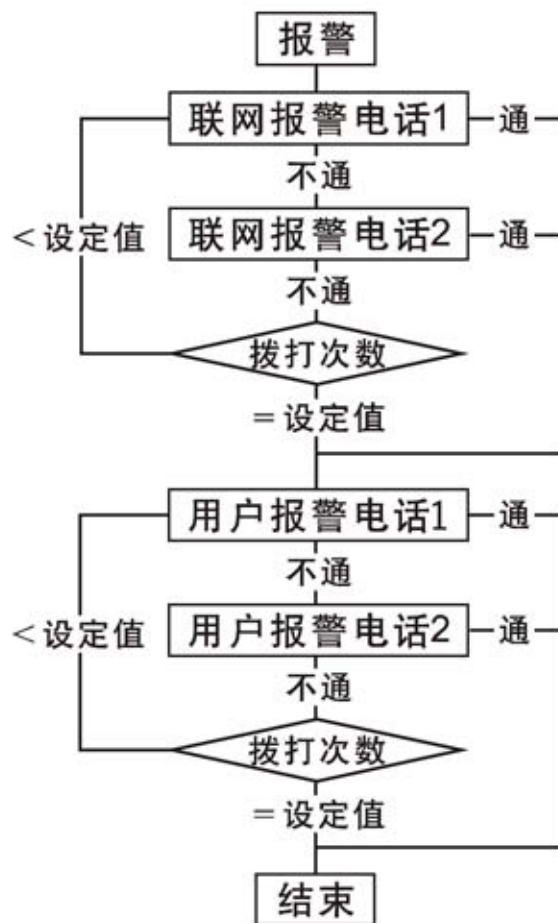 报警
联网报警电话1 通
不通
<设定值 联网报警电话2 通
不通
拨打次数
=设定值
用户报警电话1 通
不通
<设定值 用户报警电话2 通
不通
拨打次数
=设定值
结束